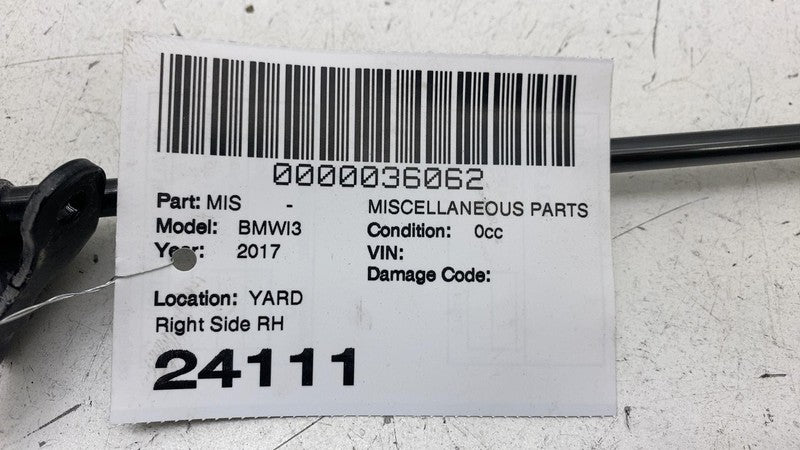 0000036062
Part: MIS - MISCELLANEOUS PARTS
Model: BMWI3 Condition: 0cc
Year: 2017 VIN:
Damage Code:
Location: YARD
Right Side RH
24111